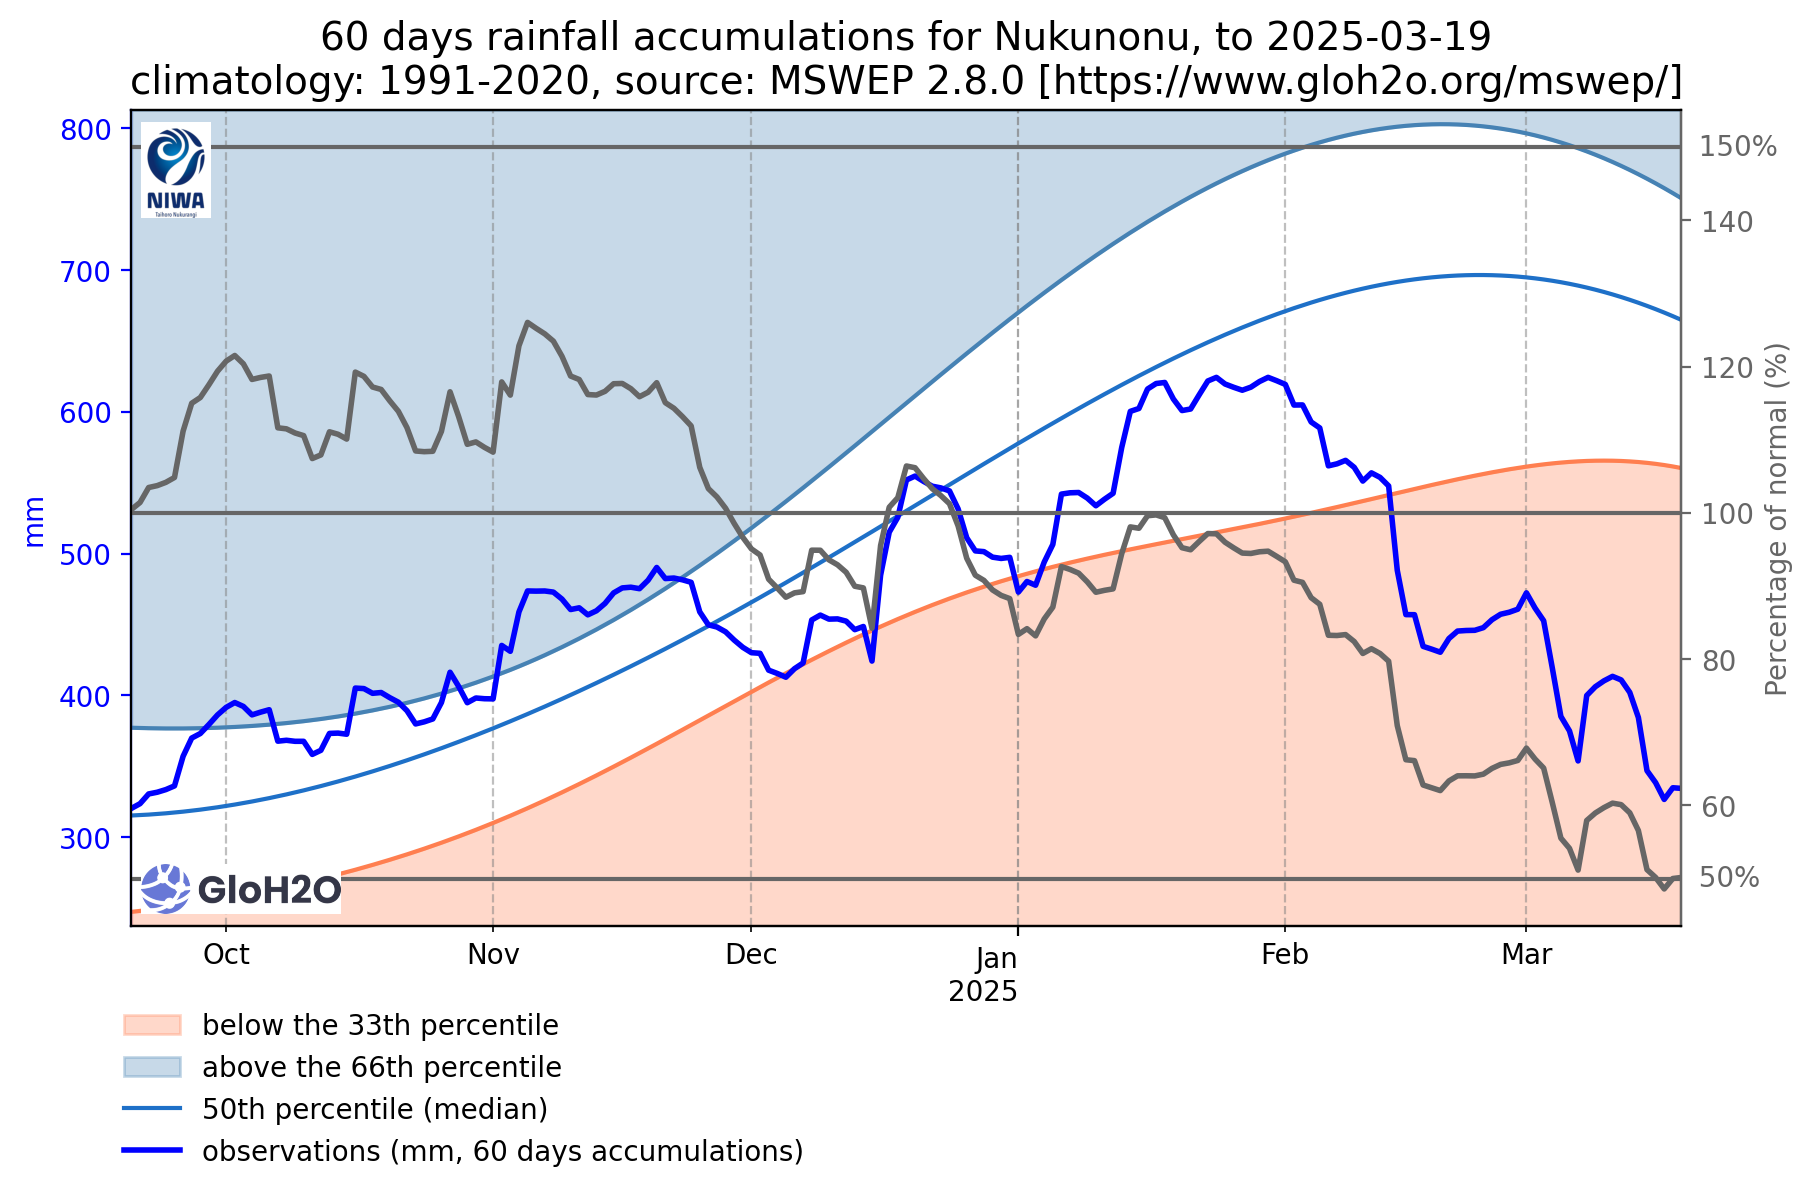 60 days rainfall accumulations for Nukunonu, to 2025-03-19
climatology: 1991-2020, source: MSWEP 2.8.0 [https://www.gloh2o.org/mswep/]
800
700
600
500
400
300
mm
NIWA
Taihoro Nukurangi
GloH2O
150%
140
120
100
80
60
50%
Percentage of normal (%)
Oct
Nov
Dec
Jan
2025
Feb
Mar
below the 33th percentile
above the 66th percentile
50th percentile (median)
observations (mm, 60 days accumulations)